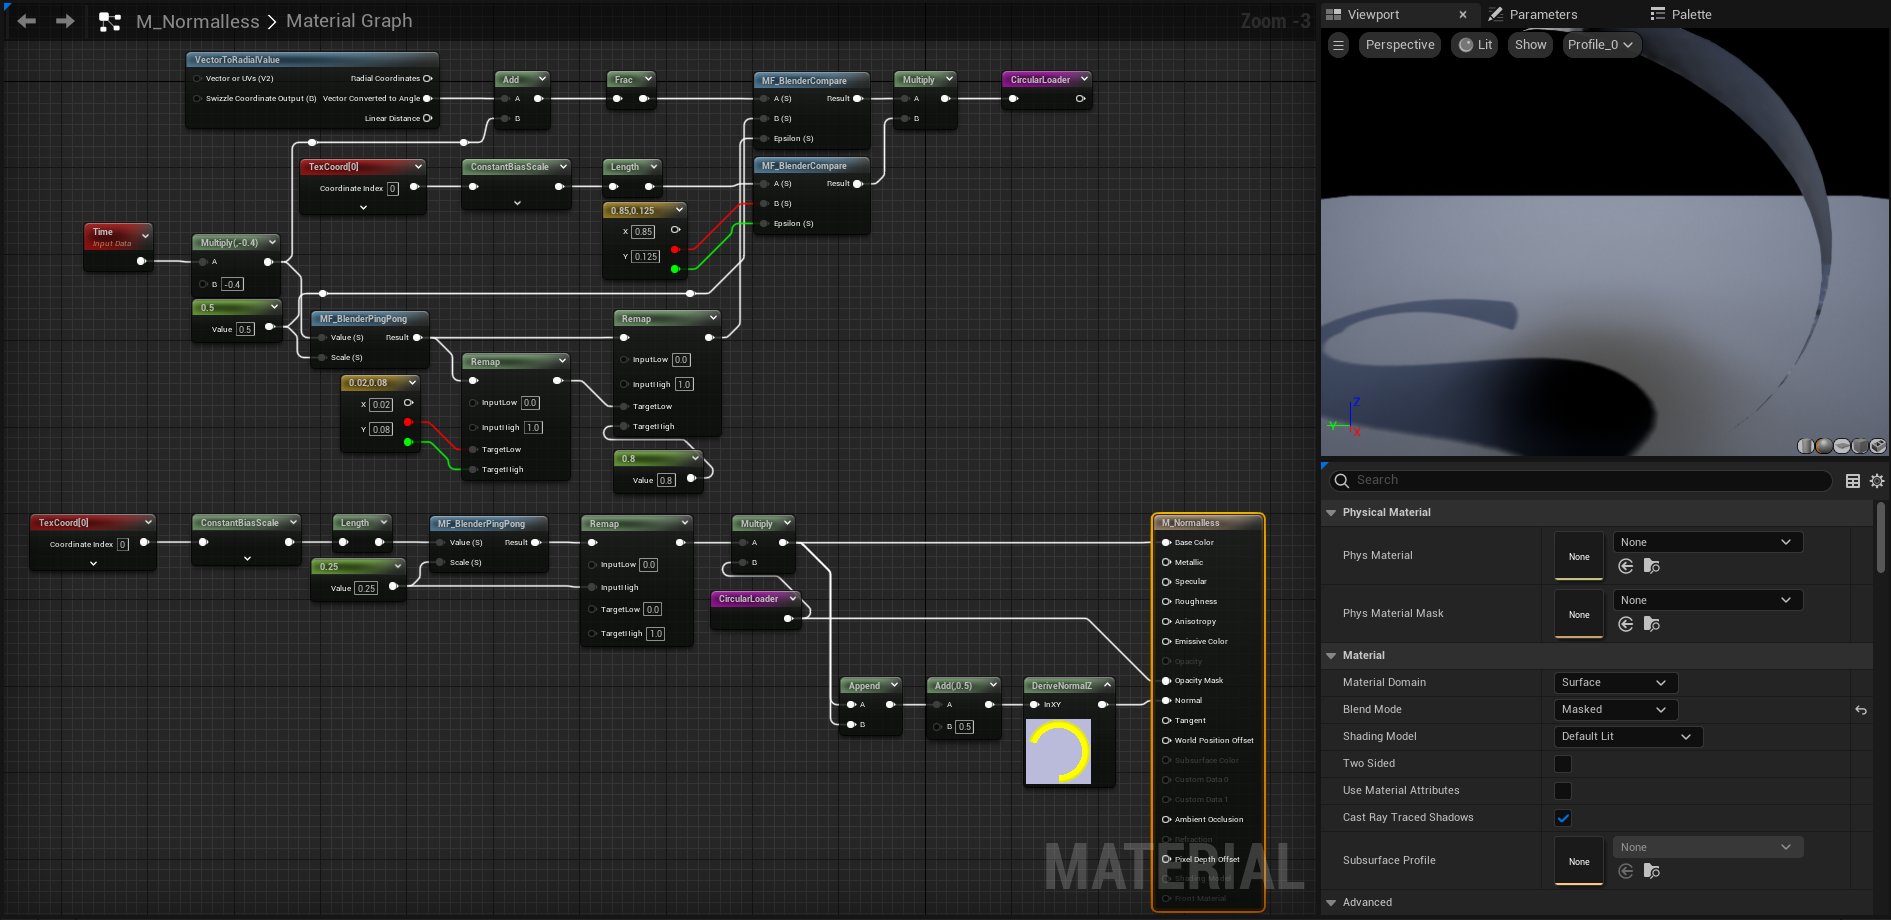 M_Normalless > Material Graph
Zoom -3
VectorToRadialValue
Vector or UVs (V2) Radial Coordinates
Swizzle Coordinate Output (B) Vector Converted to Angle
Linear Distance
Add
A
B
Frac
MF_BlenderCompare
A (S) Result
B (S)
Epsilon (S)
Multiply
A
B
CircularLoader
TexCoord[0]
Coordinate Index 0
ConstantBiasScale
Length
MF_BlenderCompare
A (S) Result
B (S)
Epsilon (S)
0.85,0.125
X 0.85
Y 0.125
Time
Input Data
Multiply(,-0.4)
A
B -0.4
0.5
Value 0.5
MF_BlenderPingPong
Value (S) Result
Scale (S)
Remap
InputLow 0.0
InputHigh 1.0
TargetLow
TargetHigh
Remap
InputLow 0.0
InputHigh 1.0
TargetLow
TargetHigh
0.02,0.08
X 0.02
Y 0.08
0.8
Value 0.8
TexCoord[0]
Coordinate Index 0
ConstantBiasScale
Length
MF_BlenderPingPong
Value (S) Result
Scale (S)
0.25
Value 0.25
Remap
InputLow 0.0
InputHigh
TargetLow 0.0
TargetHigh 1.0
Multiply
A
B
CircularLoader
Append
A
B
Add(,0.5)
A
B 0.5
DeriveNormalZ
InXY
M_Normalless
Base Color
Metallic
Specular
Roughness
Anisotropy
Emissive Color
Opacity
Opacity Mask
Normal
Tangent
World Position Offset
Subsurface Color
Custom Data 0
Custom Data 1
Ambient Occlusion
Refraction
Pixel Depth Offset
Shading Model
Front Material
MATERIAL
Viewport
Parameters
Palette
Perspective
Lit
Show
Profile_0
Z
Y
X
Search
Physical Material
Phys Material None None
Phys Material Mask None None
Material
Material Domain Surface
Blend Mode Masked
Shading Model Default Lit
Two Sided
Use Material Attributes
Cast Ray Traced Shadows
Subsurface Profile None None
Advanced